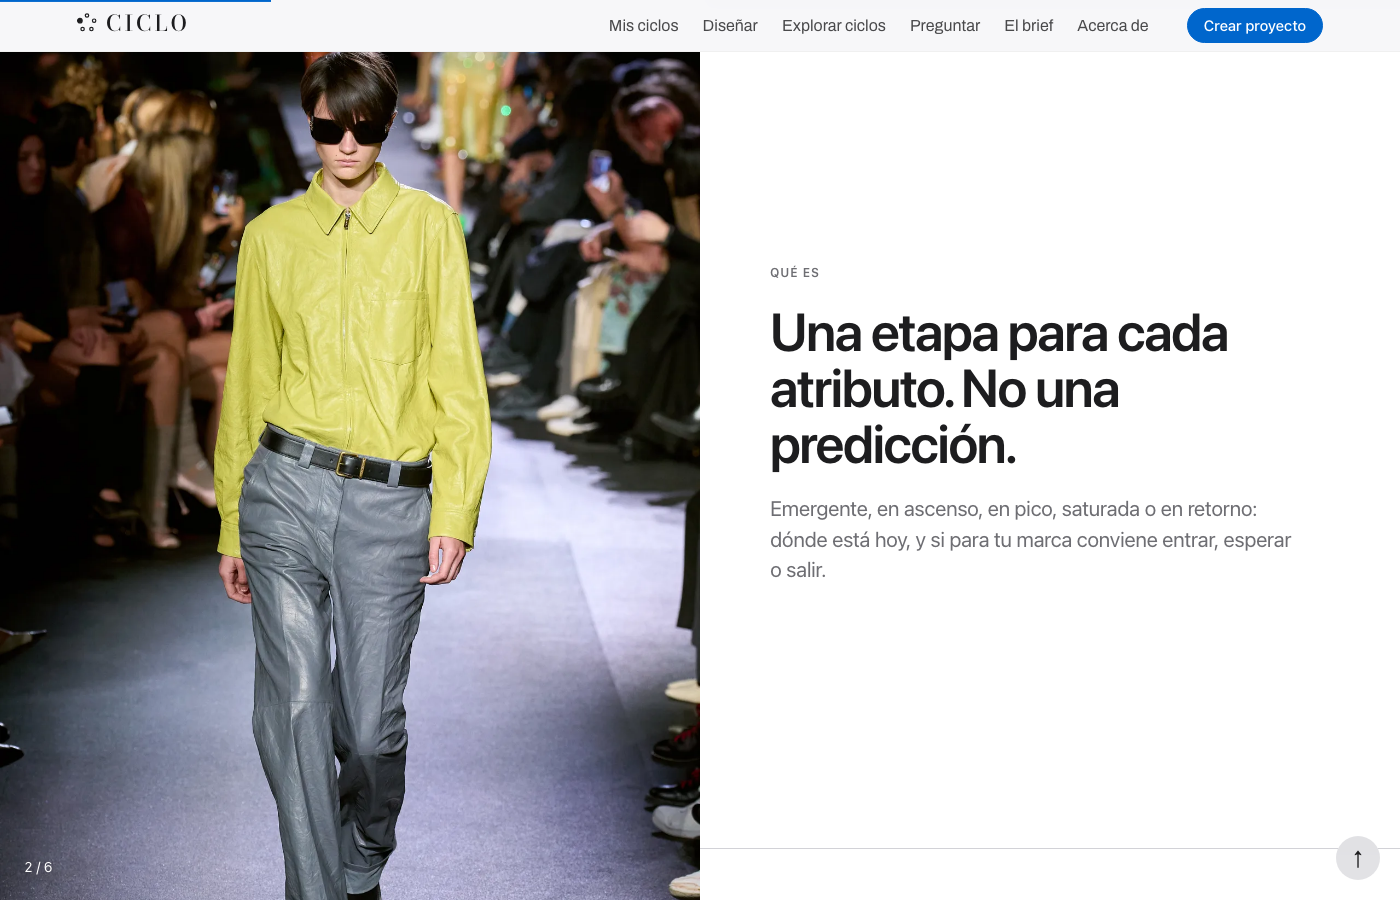 CICLO
Mis ciclos
Diseñar
Explorar ciclos
Preguntar
El brief
Acerca de
Crear proyecto
QUÉ ES
Una etapa para cada
atributo. No una
predicción.
Emergente, en ascenso, en pico, saturada o en retorno:
dónde está hoy, y si para tu marca conviene entrar, esperar
o salir.
2 / 6
↑